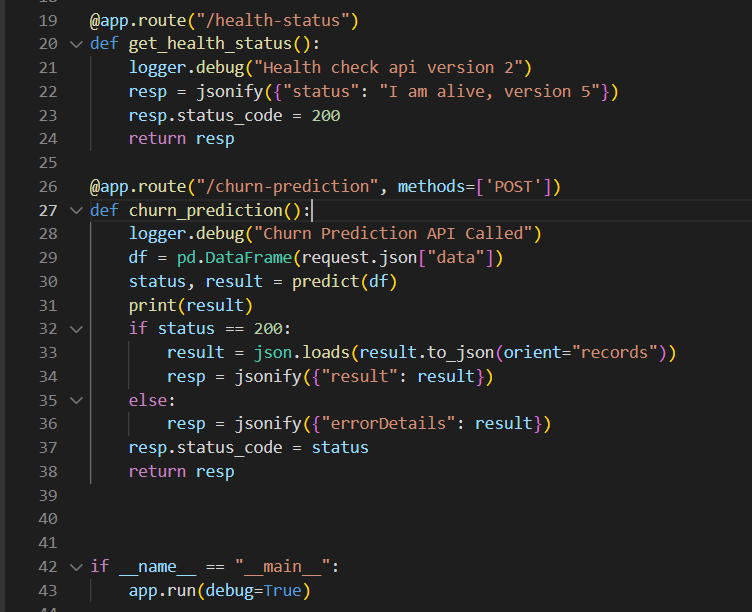 19 @app.route("/health-status")
20 def get_health_status():
21     logger.debug("Health check api version 2")
22     resp = jsonify({"status": "I am alive, version 5"})
23     resp.status_code = 200
24     return resp
25
26 @app.route("/churn-prediction", methods=['POST'])
27 def churn_prediction():
28     logger.debug("Churn Prediction API Called")
29     df = pd.DataFrame(request.json["data"])
30     status, result = predict(df)
31     print(result)
32     if status == 200:
33         result = json.loads(result.to_json(orient="records"))
34         resp = jsonify({"result": result})
35     else:
36         resp = jsonify({"errorDetails": result})
37     resp.status_code = status
38     return resp
39
40
41
42 if __name__ == "__main__":
43     app.run(debug=True)